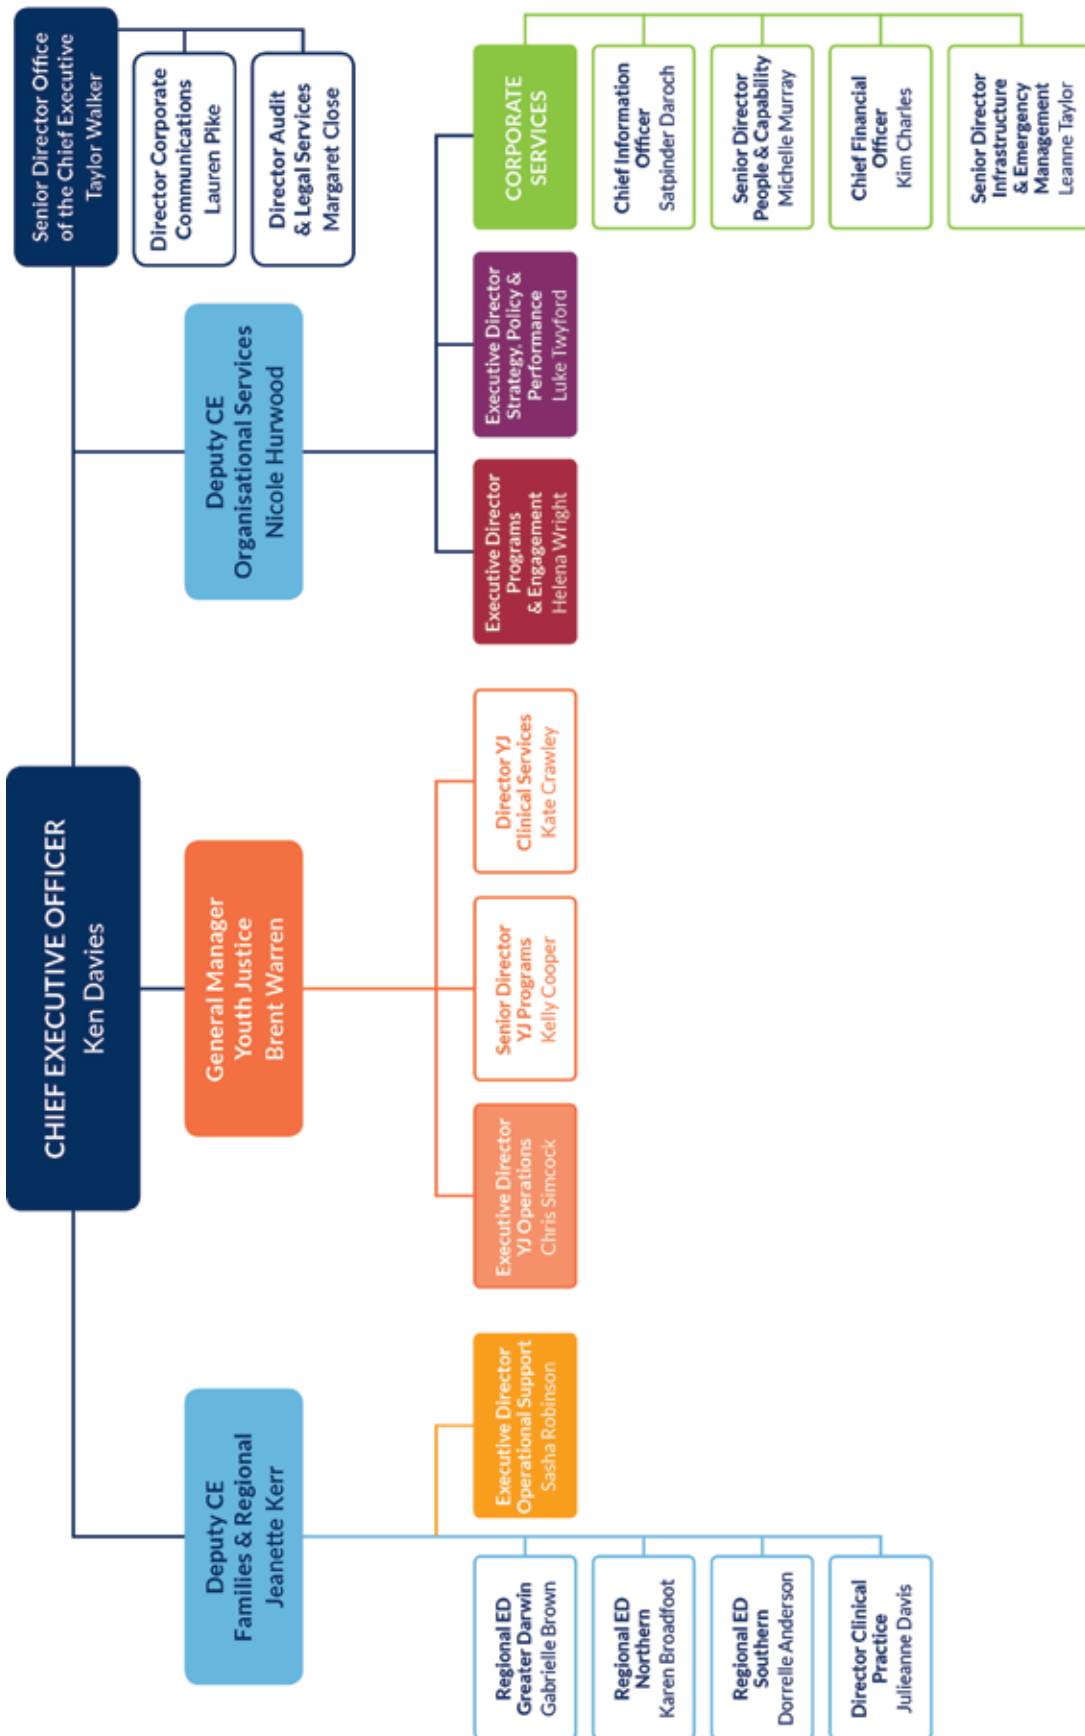 CHIEF EXECUTIVE OFFICER
Ken Davies
Senior Director Office
of the Chief Executive
Taylor Walker
Director Corporate
Communications
Lauren Pike
Director Audit
& Legal Services
Margaret Close
Deputy CE
Families & Regional
Jeanette Kerr
General Manager
Youth Justice
Brent Warren
Deputy CE
Organisational Services
Nicole Hurwood
Regional ED
Greater Darwin
Gabrielle Brown
Regional ED
Northern
Karen Broadfoot
Regional ED
Southern
Dorrelle Anderson
Director Clinical
Practice
Julieanne Davis
Executive Director
Operational Support
Sasha Robinson
Executive Director
YJ Operations
Chris Simcock
Senior Director
YJ Programs
Kelly Cooper
Director YJ
Clinical Services
Kate Crawley
Executive Director
Programs
& Engagement
Helena Wright
Executive Director
Strategy, Policy &
Performance
Luke Twyford
CORPORATE
SERVICES
Chief Information
Officer
Satpinder Daroch
Senior Director
People & Capability
Michelle Murray
Chief Financial
Officer
Kim Charles
Senior Director
Infrastructure
& Emergency
Management
Leanne Taylor